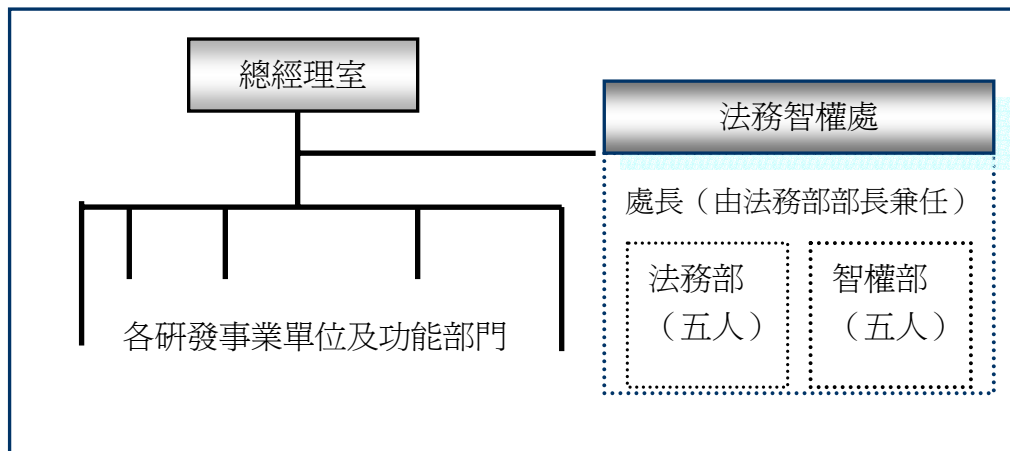 總經理室
法務智權處
處長（由法務部部長兼任）
法務部
（五人）
智權部
（五人）
各研發事業單位及功能部門